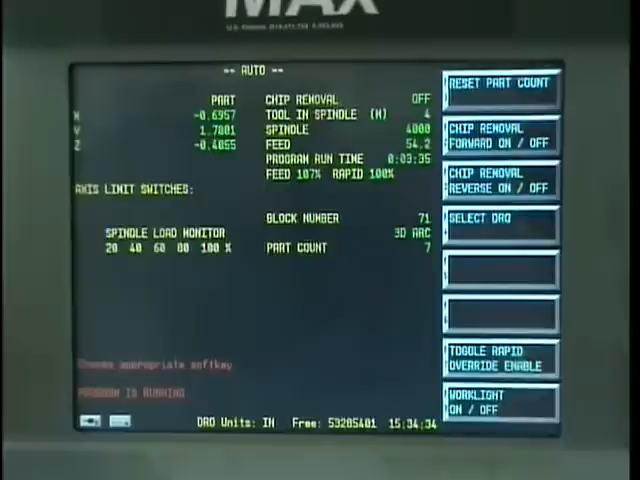 MAX
-- AUTO --
PART
X -0.6957
Y 1.7801
Z -0.4055
CHIP REMOVAL OFF
TOOL IN SPINDLE (M) 4
SPINDLE 4000
FEED 54.2
PROGRAM RUN TIME 0:03:35
FEED 107% RAPID 100%
AXIS LIMIT SWITCHES:
BLOCK NUMBER 71
3D ARC
SPINDLE LOAD MONITOR
20 40 60 80 100 %
PART COUNT 7
Choose appropriate softkey
PROGRAM IS RUNNING
DRO Units: IN Free: 53285401 15:34:34
RESET PART COUNT
CHIP REMOVAL
FORWARD ON / OFF
CHIP REMOVAL
REVERSE ON / OFF
SELECT DRO
TOGGLE RAPID
OVERRIDE ENABLE
WORKLIGHT
ON / OFF